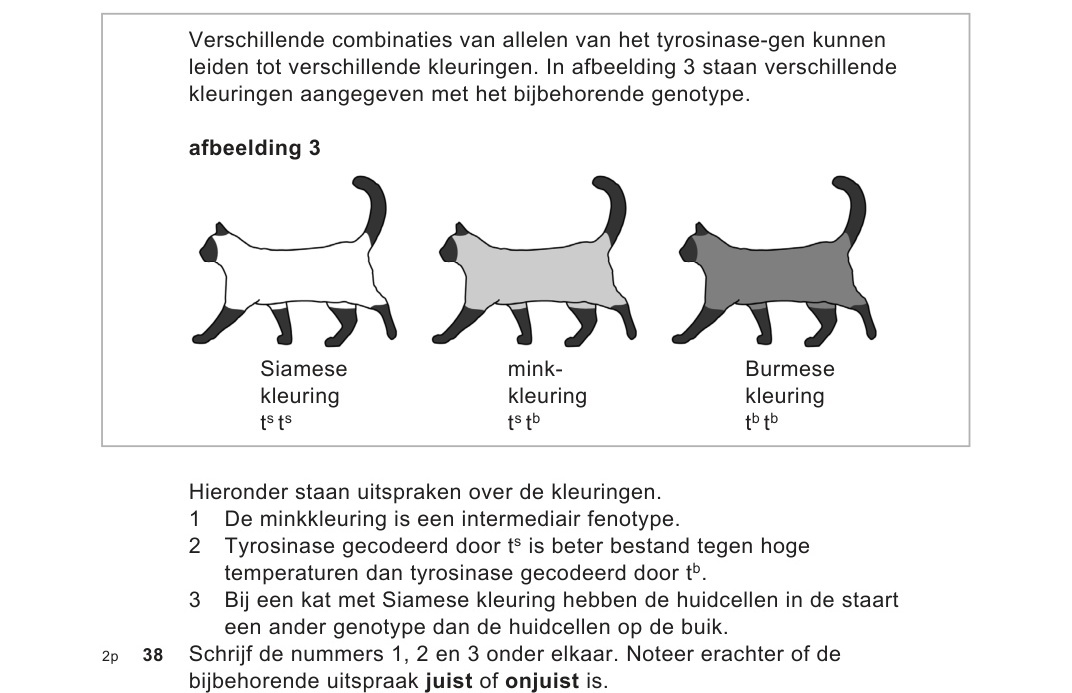 Verschillende combinaties van allelen van het tyrosinase-gen kunnen
leiden tot verschillende kleuringen. In afbeelding 3 staan verschillende
kleuringen aangegeven met het bijbehorende genotype.
afbeelding 3
Siamese kleuring tˢ tˢ
mink- kleuring tˢ tᵇ
Burmese kleuring tᵇ tᵇ
Hieronder staan uitspraken over de kleuringen.
1 De minkkleuring is een intermediair fenotype.
2 Tyrosinase gecodeerd door tˢ is beter bestand tegen hoge
temperaturen dan tyrosinase gecodeerd door tᵇ.
3 Bij een kat met Siamese kleuring hebben de huidcellen in de staart
een ander genotype dan de huidcellen op de buik.
2p 38 Schrijf de nummers 1, 2 en 3 onder elkaar. Noteer erachter of de
bijbehorende uitspraak juist of onjuist is.